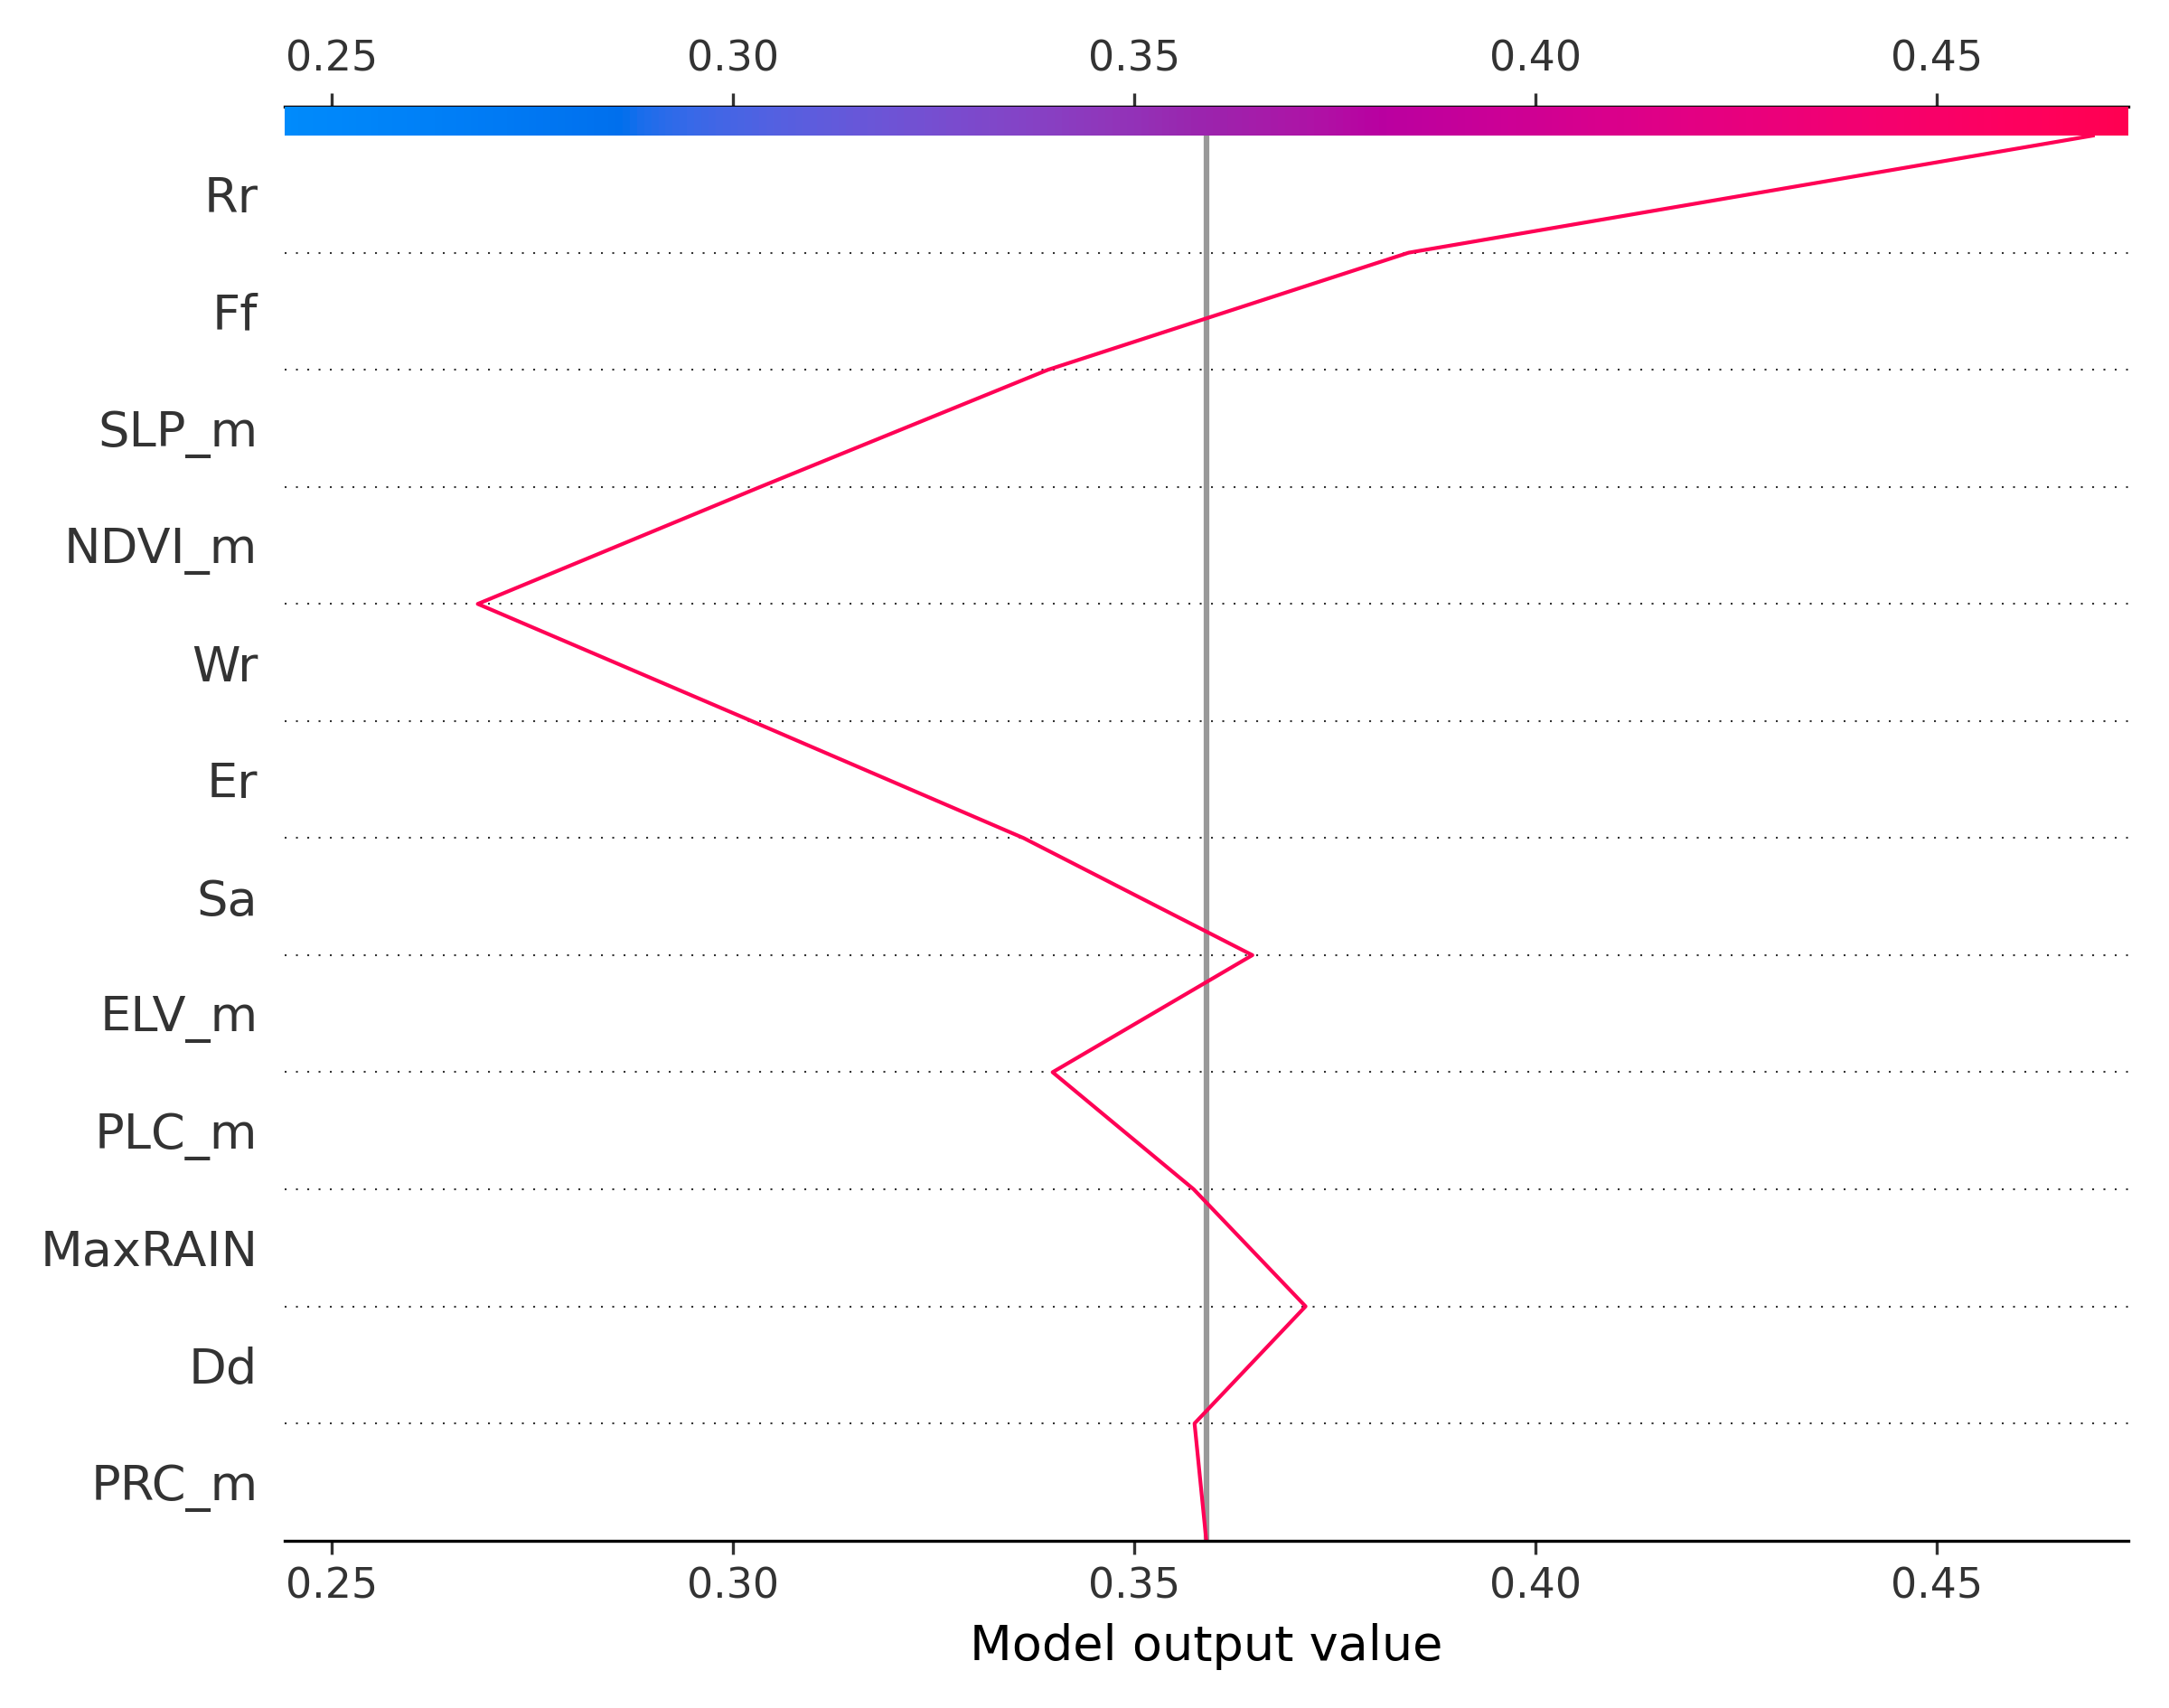 0.25 0.30 0.35 0.40 0.45
Rr
Ff
SLP_m
NDVI_m
Wr
Er
Sa
ELV_m
PLC_m
MaxRAIN
Dd
PRC_m
0.25 0.30 0.35 0.40 0.45
Model output value